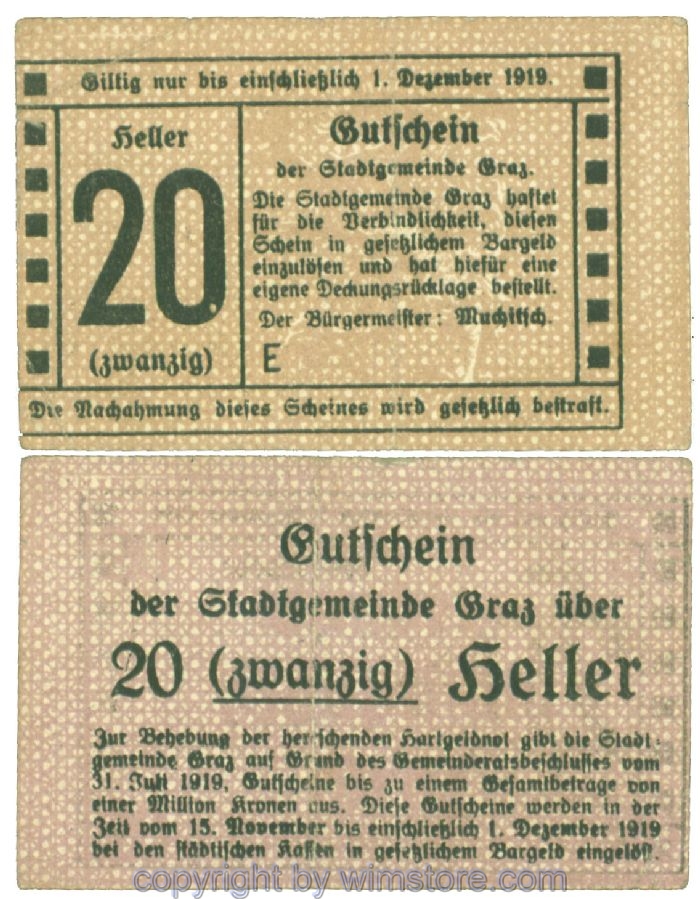 Giltig nur bis einschließlich 1. Dezember 1919.
Heller
20
(zwanzig)
Gutschein
der Stadtgemeinde Graz.
Die Stadtgemeinde Graz haftet
für die Verbindlichkeit, diesen
Schein in gesetzlichem Bargeld
einzulösen und hat hiefür eine
eigene Deckungsrücklage bestellt.
Der Bürgermeister: Muchitsch.
E
Die Nachahmung dieses Scheines wird gesetzlich bestraft.
Gutschein
der Stadtgemeinde Graz über
20 (zwanzig) Heller
Zur Behebung der herrschenden Hartgeldnot gibt die Stadt-
gemeinde Graz auf Grund des Gemeinderatsbeschlusses vom
31. Juli 1919, Gutscheine bis zu einem Gesamtbetrage von
einer Million Kronen aus. Diese Gutscheine werden in der
Zeit vom 15. November bis einschließlich 1. Dezember 1919
bei den städtischen Kassen in gesetzlichem Bargeld eingelöst.
copyright by wimstore.com